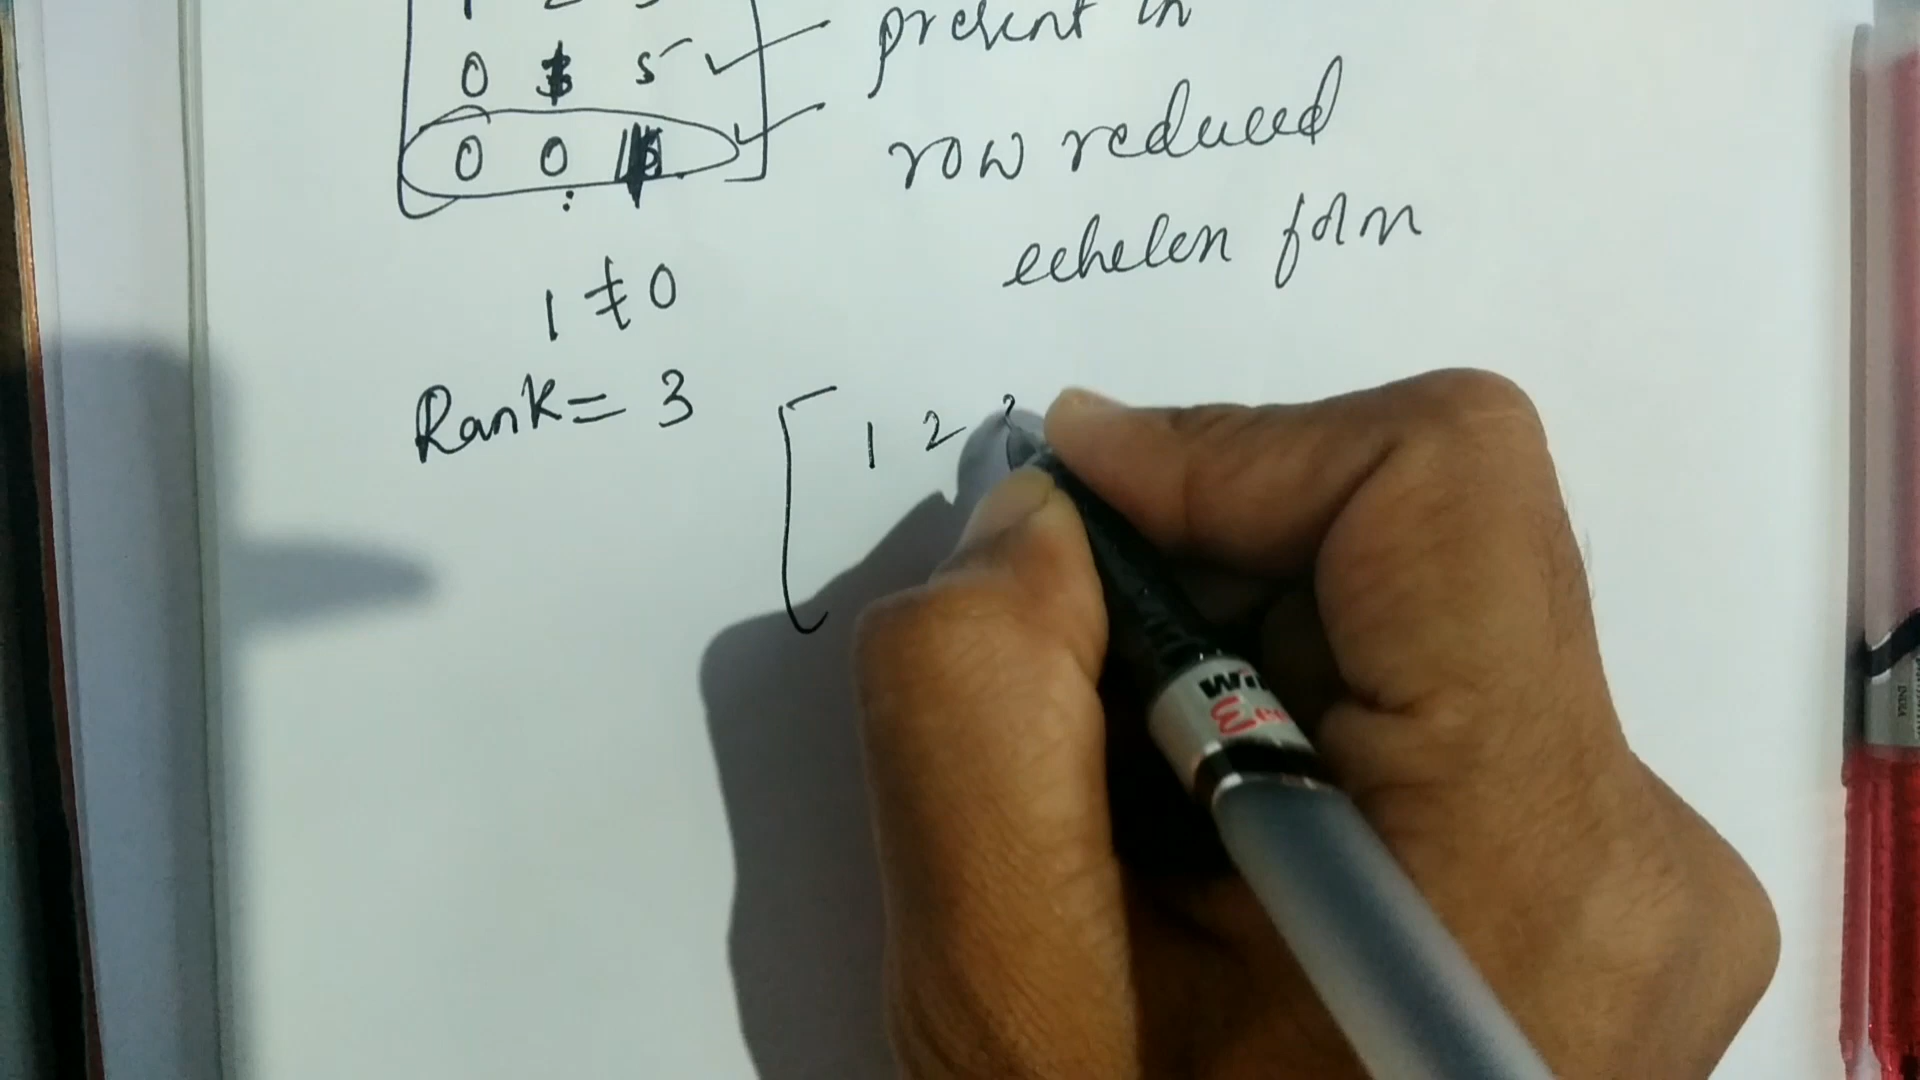 present in
0 5
row reduced
0 0
echelon form
1 ≠ 0
Rank = 3
1 2